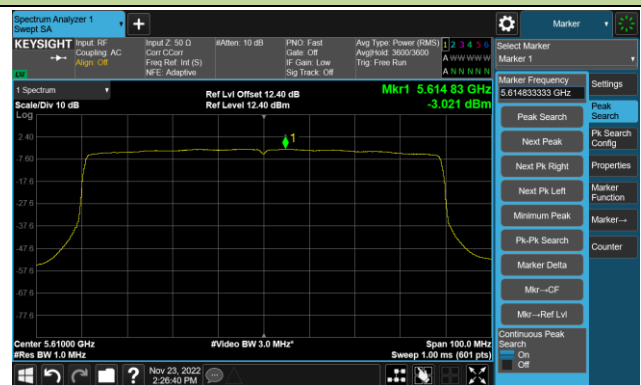 Spectrum Analyzer 1
Swept SA
Marker
KEYSIGHT
Input: RF
Coupling: AC
Align: Off
Input Z: 50 Ω
Corr CCorr
Freq Ref: Int (S)
NFE: Adaptive
#Atten: 10 dB
PNO: Fast
Gate: Off
IF Gain: Low
Sig Track: Off
Avg Type: Power (RMS)
Avg|Hold: 3600/3600
Trig: Free Run
1 2 3 4 5 6
A W W W W W
A N N N N N
LW
1 Spectrum
Scale/Div 10 dB
Log
Ref Lvl Offset 12.40 dB
Ref Level 12.40 dBm
Mkr1 5.614 83 GHz
-3.021 dBm
1
2.40
-7.60
-17.6
-27.6
-37.6
-47.6
-57.6
-67.6
-77.6
Center 5.61000 GHz
#Res BW 1.0 MHz
#Video BW 3.0 MHz*
Span 100.0 MHz
Sweep 1.00 ms (601 pts)
Nov 23, 2022
2:26:40 PM
Select Marker
Marker 1
Marker Frequency
5.614833333 GHz
Peak Search
Next Peak
Next Pk Right
Next Pk Left
Minimum Peak
Pk-Pk Search
Marker Delta
Mkr→CF
Mkr→Ref Lvl
Continuous Peak
Search
On
Off
Settings
Peak
Search
Pk Search
Config
Properties
Marker
Function
Marker→
Counter